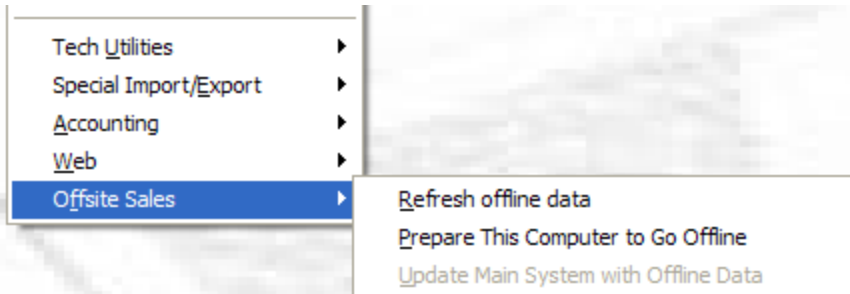 Tech Utilities
Special Import/Export
Accounting
Web
Offsite Sales
Refresh offline data
Prepare This Computer to Go Offline
Update Main System with Offline Data